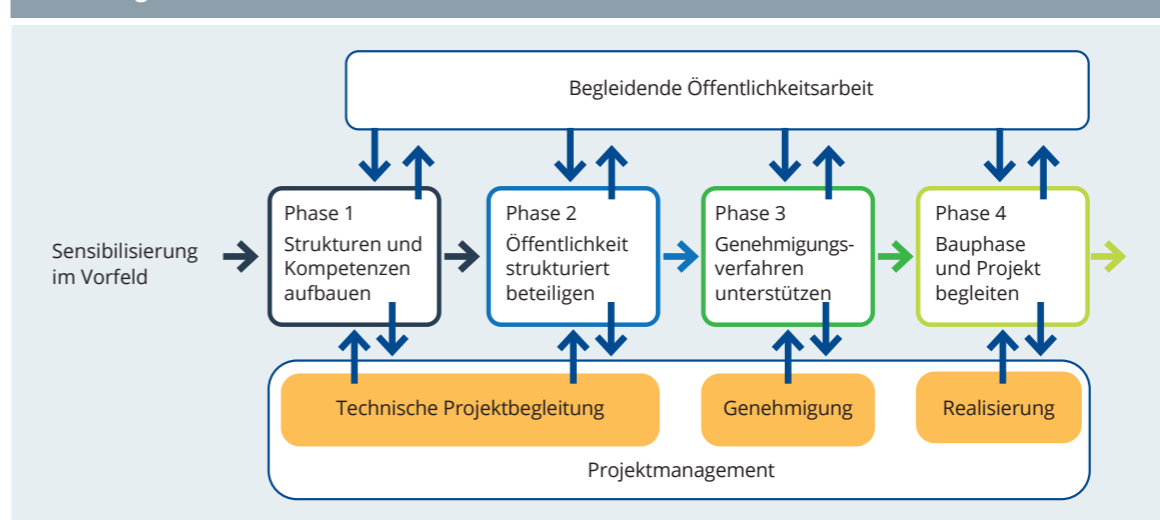 Begleidende Öffentlichkeitsarbeit
Sensibilisierung
im Vorfeld
Phase 1
Strukturen und
Kompetenzen
aufbauen
Phase 2
Öffentlichkeit
strukturiert
beteiligen
Phase 3
Genehmigungs-
verfahren
unterstützen
Phase 4
Bauphase
und Projekt
begleiten
Technische Projektbegleitung
Genehmigung
Realisierung
Projektmanagement